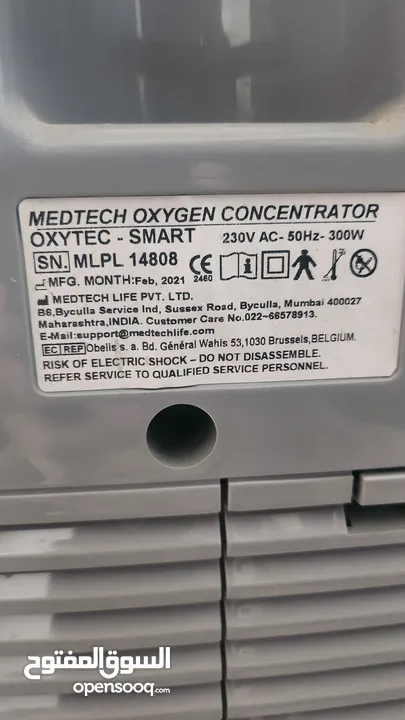 MEDTECH OXYGEN CONCENTRATOR
OXYTEC - SMART 230V AC- 50Hz- 300W
SN. MLPL 14808
MFG. MONTH:Feb, 2021
CE 2460
MEDTECH LIFE PVT. LTD.
B6,Byculla Service Ind, Sussex Road, Byculla, Mumbai 400027
Maharashtra,INDIA. Customer Care No.022-66578913.
E-Mail:support@medtechlife.com
EC REP Obelis s. a. Bd. Général Wahis 53,1030 Brussels,BELGIUM.
RISK OF ELECTRIC SHOCK - DO NOT DISASSEMBLE.
REFER SERVICE TO QUALIFIED SERVICE PERSONNEL.
السوق المفتوح
opensooq.com